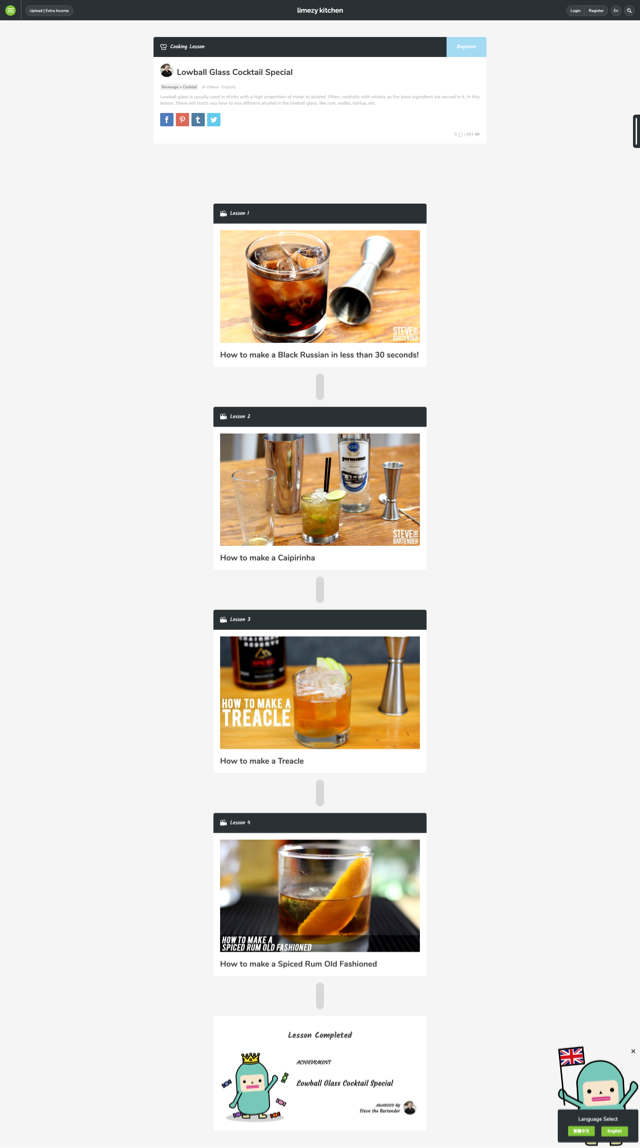 Upload | Extra Income
limezy kitchen
Login
Register
En
Cooking Lesson
Beginner
Lowball Glass Cocktail Special
Beverage > Cocktail
Videos · English
Lowball glass is usually used in drinks with a high proportion of mixer to alcohol. Often, cocktails with whisky as the base ingredient are served in it. In this
lesson, Steve will teach you how to mix different alcohol in the lowball glass, like rum, vodka, kahlua, etc.
Lesson 1
STEVE THE
BARTENDER
How to make a Black Russian in less than 30 seconds!
Lesson 2
STEVE THE
BARTENDER
How to make a Caipirinha
Lesson 3
HOW TO MAKE A
TREACLE
How to make a Treacle
Lesson 4
HOW TO MAKE A
SPICED RUM OLD FASHIONED
How to make a Spiced Rum Old Fashioned
Lesson Completed
ACHIEVEMENT
Lowball Glass Cocktail Special
AWARDED BY
Steve the Bartender
Language Select
繁體中文
English